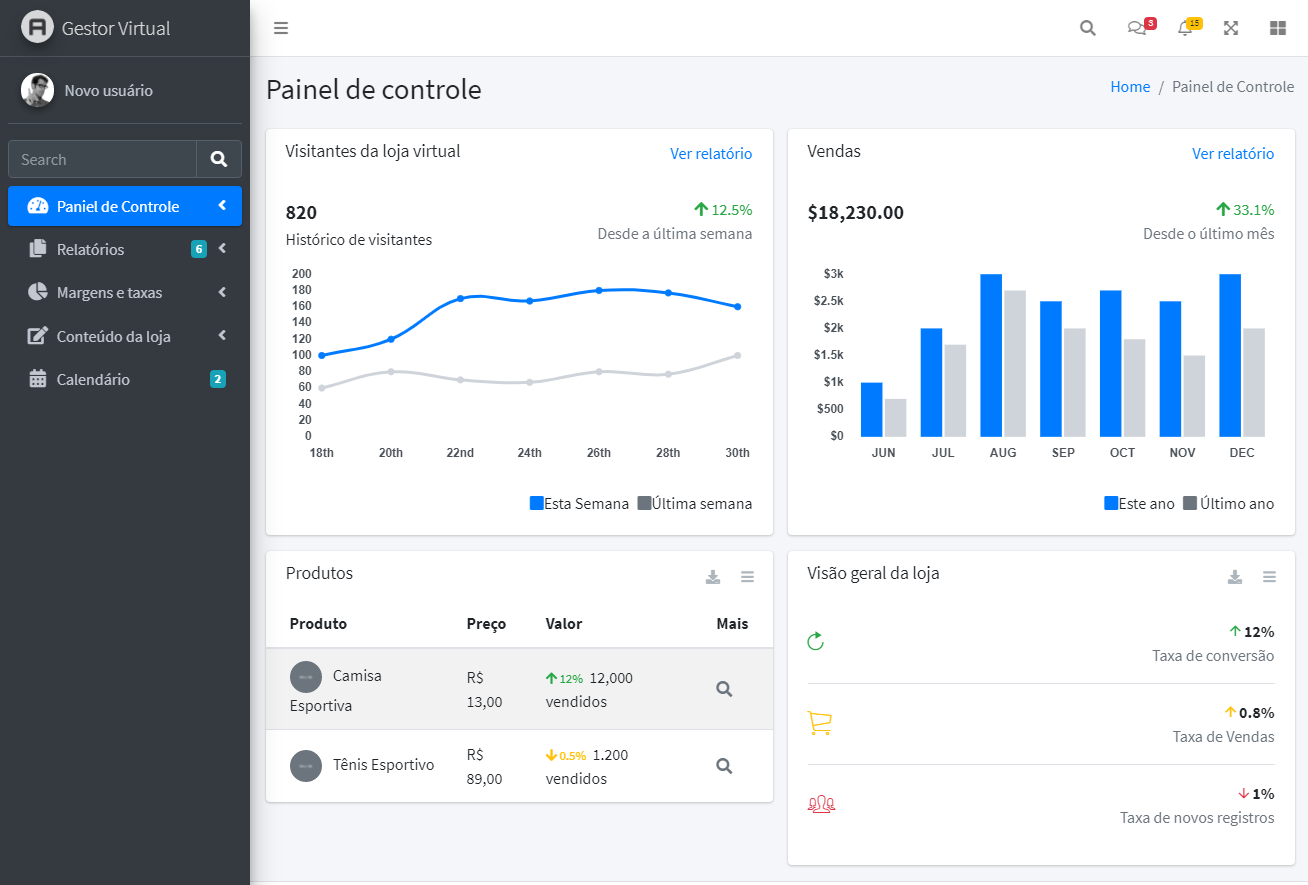 Gestor Virtual
3
15
Novo usuário
Search
Paniel de Controle
Relatórios 6
Margens e taxas
Conteúdo da loja
Calendário 2
Painel de controle
Home / Painel de Controle
Visitantes da loja virtual
Ver relatório
820
12.5%
Histórico de visitantes
Desde a última semana
200
180
160
140
120
100
80
60
40
20
0
18th 20th 22nd 24th 26th 28th 30th
Esta Semana Última semana
Vendas
Ver relatório
$18,230.00
33.1%
Desde o último mês
$3k
$2.5k
$2k
$1.5k
$1k
$500
$0
JUN JUL AUG SEP OCT NOV DEC
Este ano Último ano
Produtos
Produto Preço Valor Mais
Camisa
Esportiva
R$
13,00
12% 12,000
vendidos
Tênis Esportivo
R$
89,00
0.5% 1.200
vendidos
Visão geral da loja
12%
Taxa de conversão
0.8%
Taxa de Vendas
1%
Taxa de novos registros